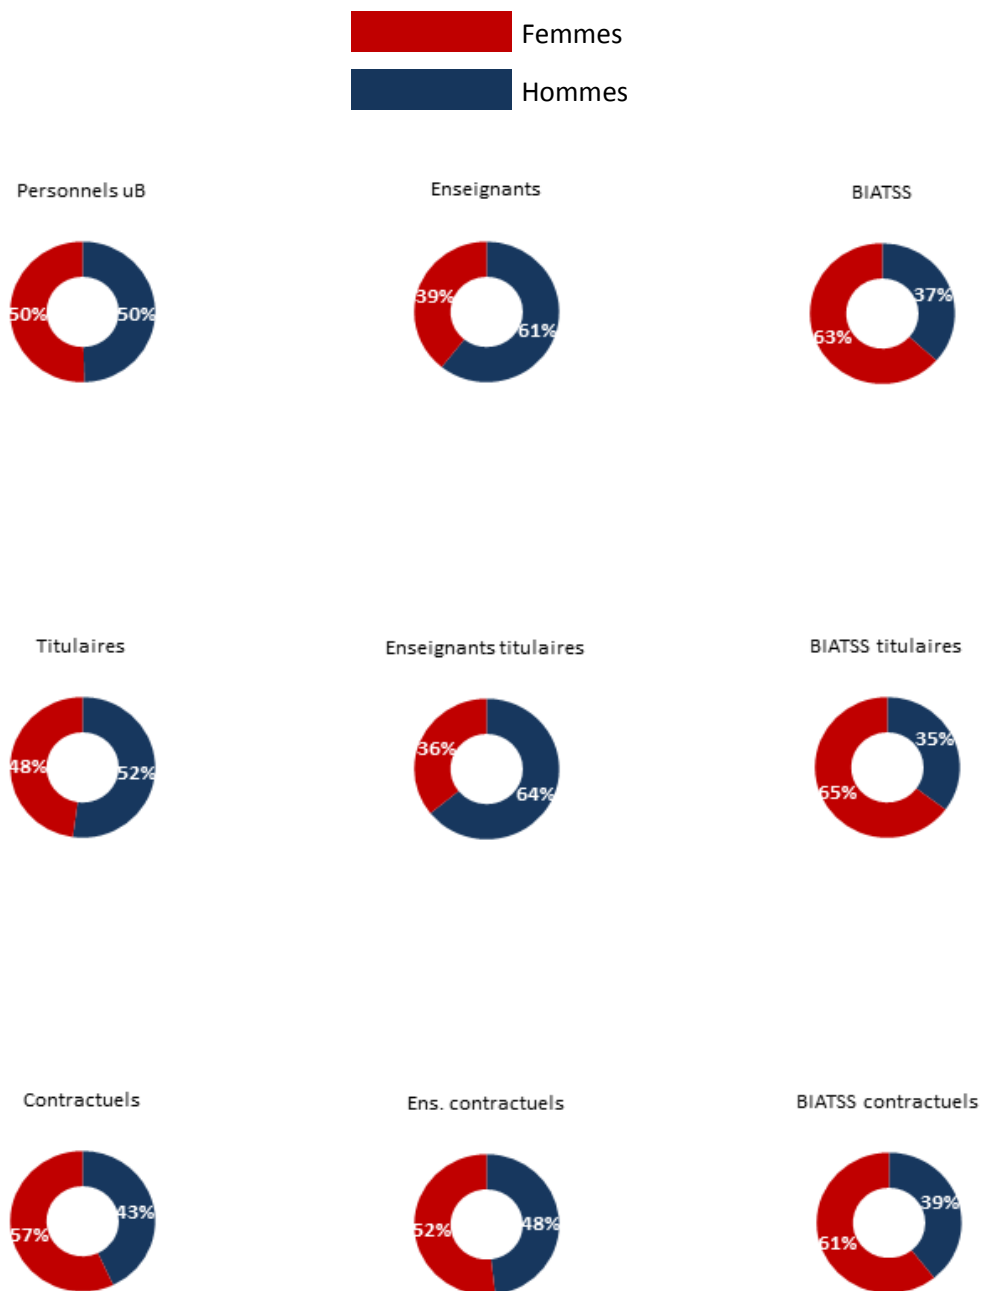 Femmes
Hommes
Personnels uB
Enseignants
BIATSS
50%
50%
39%
61%
63%
37%
Titulaires
Enseignants titulaires
BIATSS titulaires
48%
52%
36%
64%
65%
35%
Contractuels
Ens. contractuels
BIATSS contractuels
57%
43%
52%
48%
61%
39%